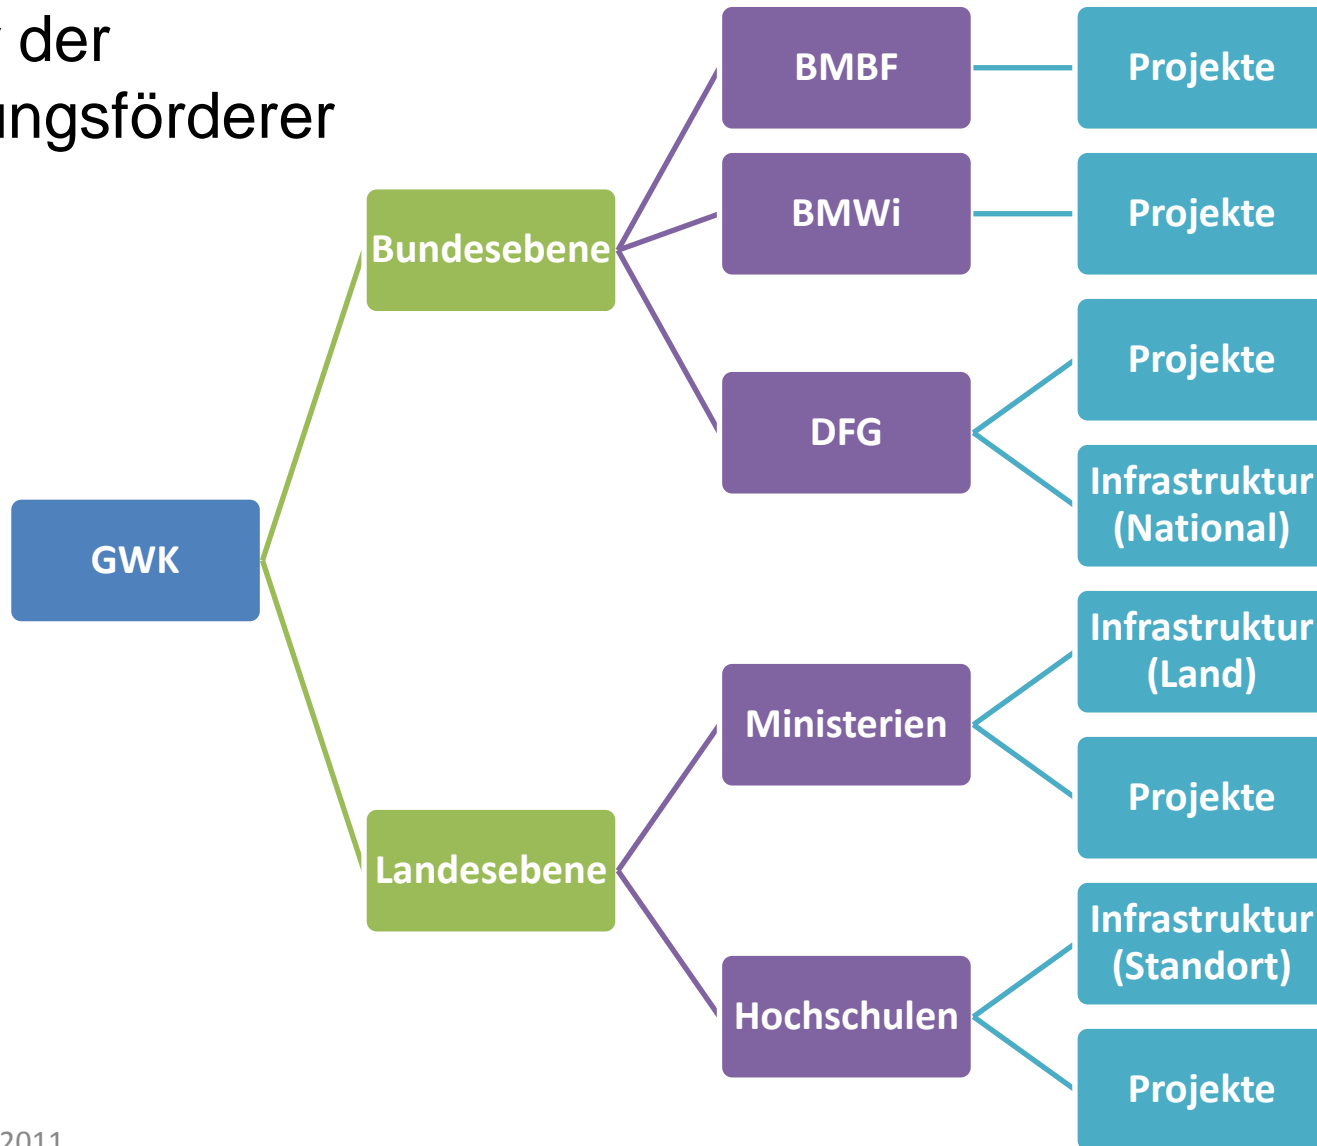 der
ungsförderer
BMBF
Projekte
BMWi
Projekte
Bundesebene
Projekte
DFG
Infrastruktur
(National)
GWK
Infrastruktur
(Land)
Ministerien
Projekte
Landesebene
Infrastruktur
(Standort)
Hochschulen
Projekte
2011